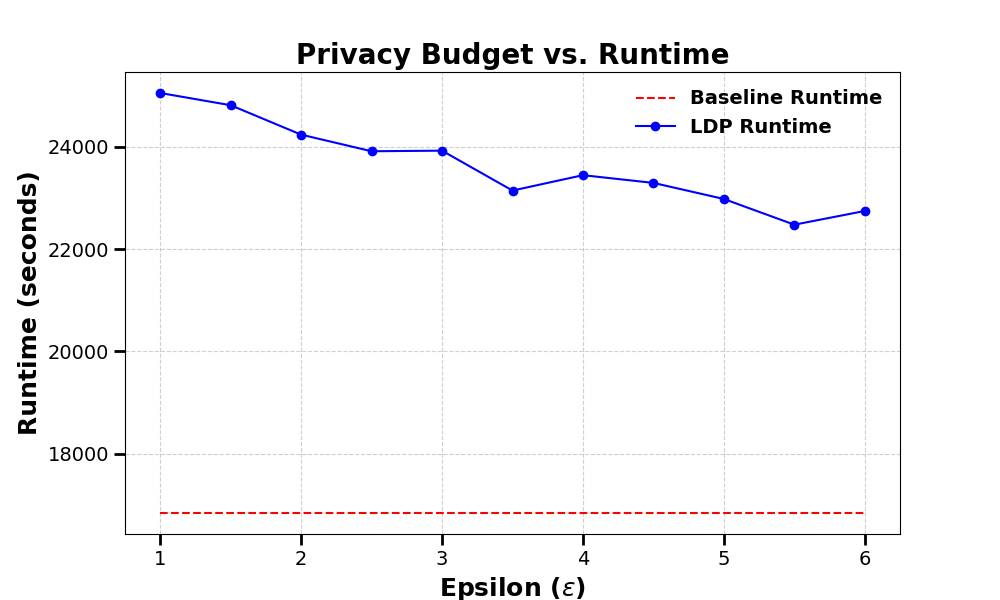 Privacy Budget vs. Runtime
Baseline Runtime
LDP Runtime
Runtime (seconds)
24000
22000
20000
18000
1 2 3 4 5 6
Epsilon (ε)